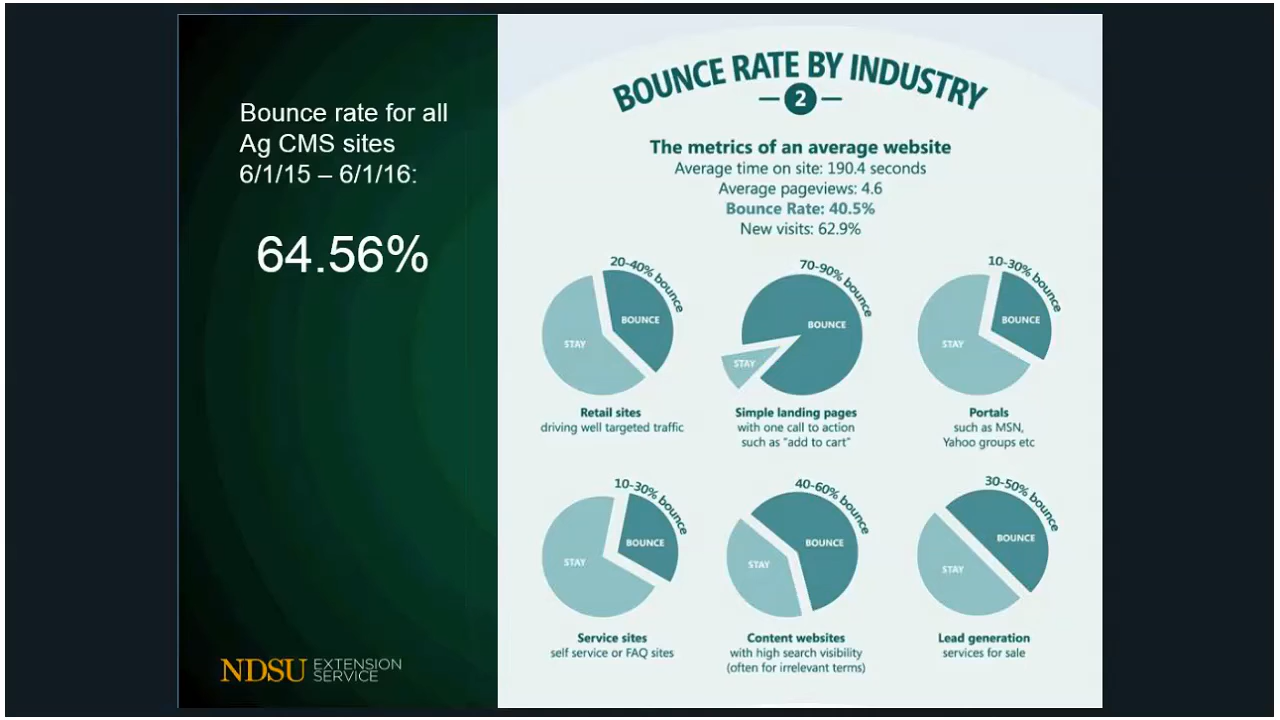 Bounce rate for all
Ag CMS sites
6/1/15 – 6/1/16:
64.56%
NDSU EXTENSION
SERVICE
BOUNCE RATE BY INDUSTRY
2
The metrics of an average website
Average time on site: 190.4 seconds
Average pageviews: 4.6
Bounce Rate: 40.5%
New visits: 62.9%
20-40% bounce
BOUNCE
STAY
Retail sites
driving well targeted traffic
70-90% bounce
BOUNCE
STAY
Simple landing pages
with one call to action
such as "add to cart"
10-30% bounce
BOUNCE
STAY
Portals
such as MSN,
Yahoo groups etc
10-30% bounce
BOUNCE
STAY
Service sites
self service or FAQ sites
40-60% bounce
BOUNCE
STAY
Content websites
with high search visibility
(often for irrelevant terms)
30-50% bounce
BOUNCE
STAY
Lead generation
services for sale